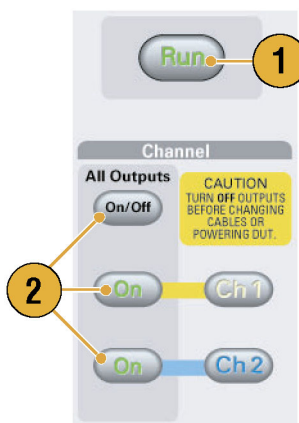 Run
1
Channel
All Outputs
On/Off
CAUTION
TURN OFF OUTPUTS
BEFORE CHANGING
CABLES OR
POWERING DUT.
2
On
Ch 1
On
Ch 2